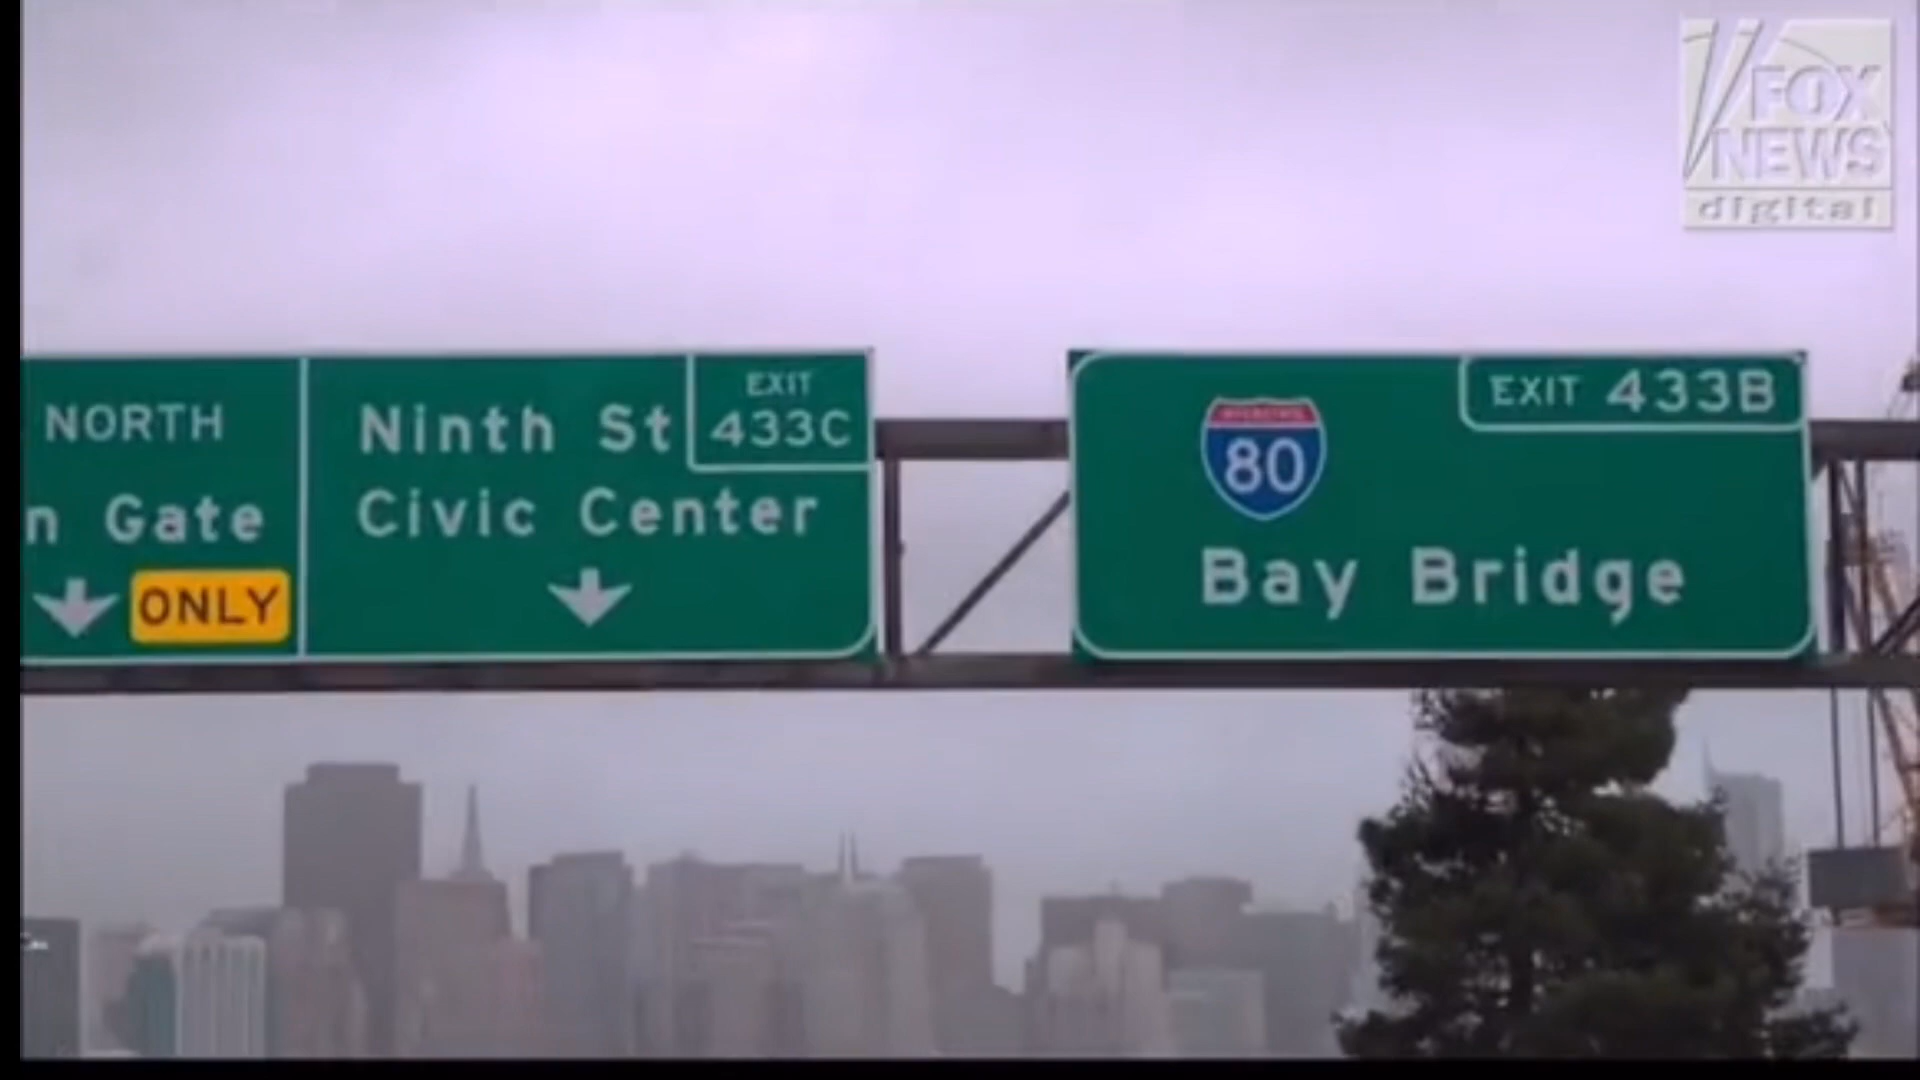 FOX
NEWS
digital
NORTH
n Gate
ONLY
Ninth St
EXIT
433C
Civic Center
EXIT 433B
80
Bay Bridge